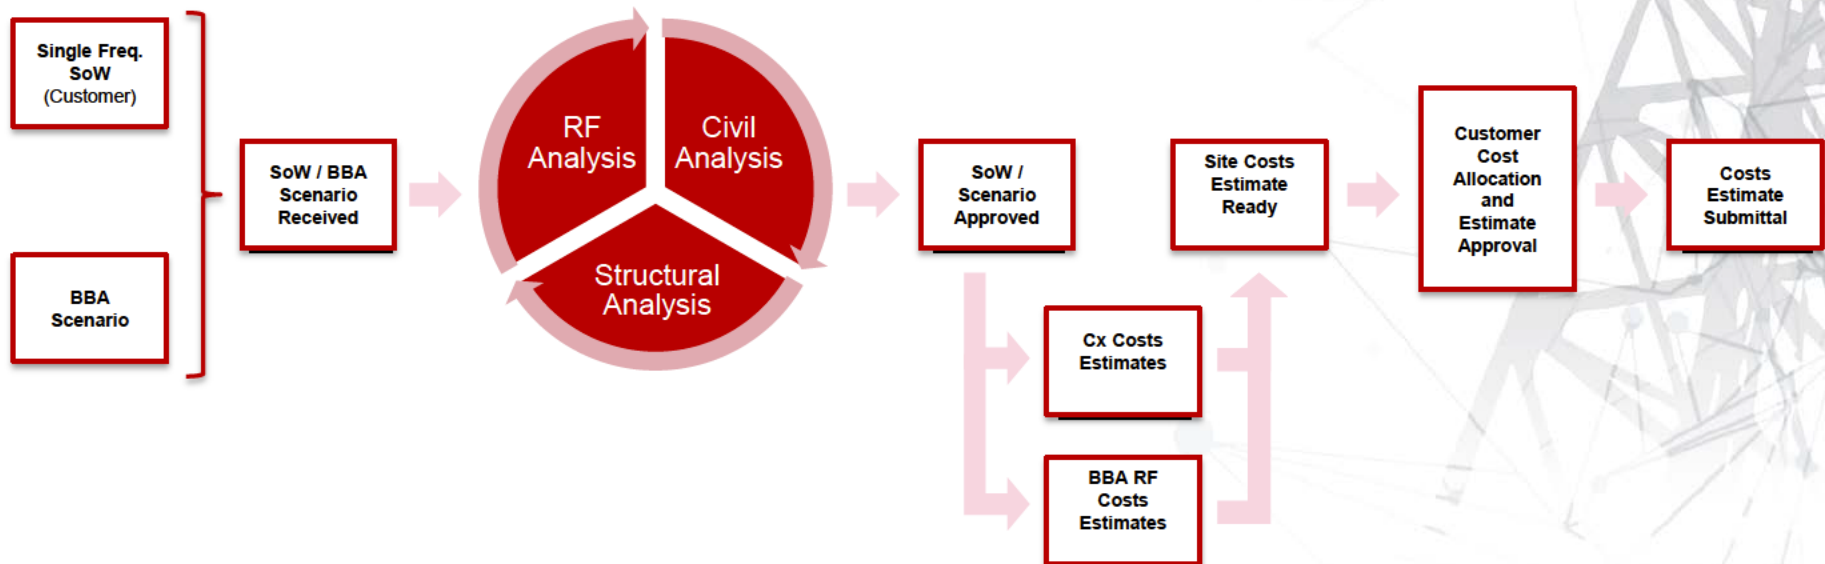 Single Freq.
SoW
(Customer)
BBA
Scenario
SoW / BBA
Scenario
Received
RF
Analysis
Civil
Analysis
Structural
Analysis
SoW /
Scenario
Approved
Cx Costs
Estimates
BBA RF
Costs
Estimates
Site Costs
Estimate
Ready
Customer
Cost
Allocation
and
Estimate
Approval
Costs
Estimate
Submittal